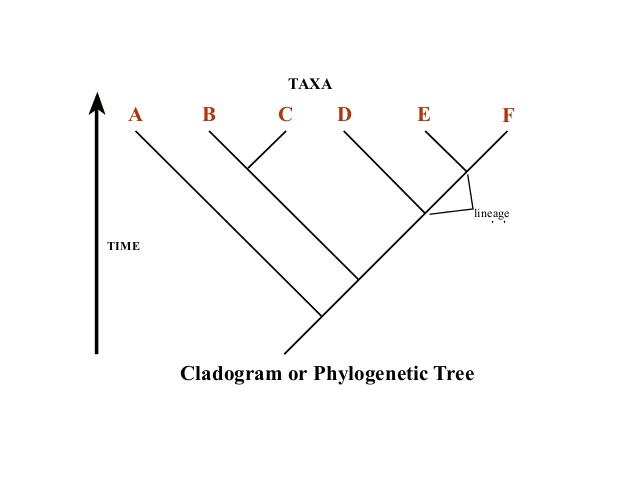 TAXA
A B C D E F
lineage
TIME
Cladogram or Phylogenetic Tree